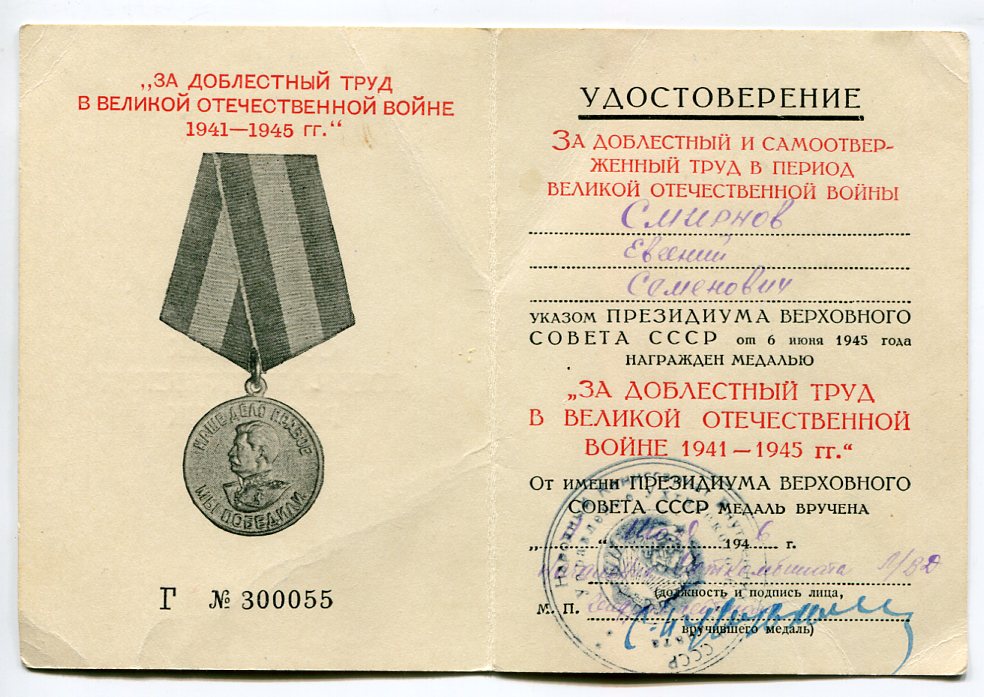 „ЗА ДОБЛЕСТНЫЙ ТРУД
В ВЕЛИКОЙ ОТЕЧЕСТВЕННОЙ ВОЙНЕ
1941—1945 гг.“
НАШЕ ДЕЛО ПРАВОЕ
МЫ ПОБЕДИЛИ
Г № 300055
УДОСТОВЕРЕНИЕ
ЗА ДОБЛЕСТНЫЙ И САМООТВЕР-
ЖЕННЫЙ ТРУД В ПЕРИОД
ВЕЛИКОЙ ОТЕЧЕСТВЕННОЙ ВОЙНЫ
Смирнов
Евгений
Семенович
УКАЗОМ ПРЕЗИДИУМА ВЕРХОВНОГО
СОВЕТА СССР от 6 июня 1945 года
НАГРАЖДЕН МЕДАЛЬЮ
„ЗА ДОБЛЕСТНЫЙ ТРУД
В ВЕЛИКОЙ ОТЕЧЕСТВЕННОЙ
ВОЙНЕ 1941—1945 гг.“
От имени ПРЕЗИДИУМА ВЕРХОВНОГО
СОВЕТА СССР МЕДАЛЬ ВРУЧЕНА
„ “ 1946 г.
МВД
(должность и подпись лица,
М. П.
вручившего медаль)
СССР